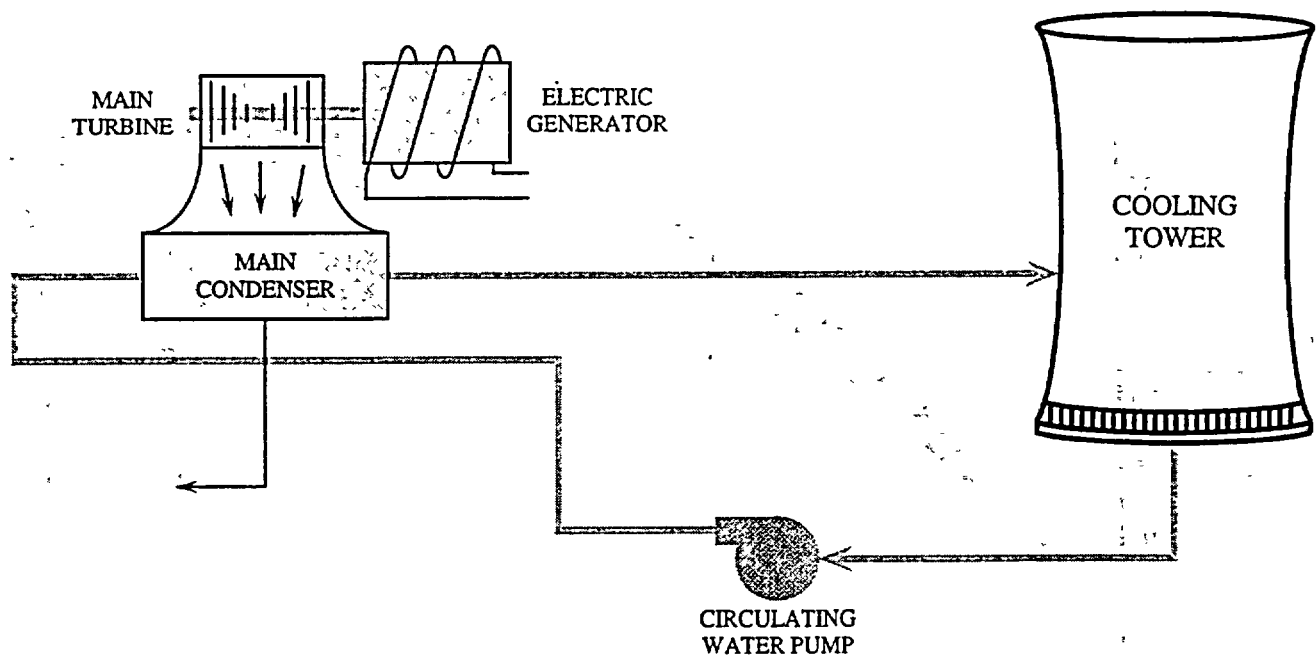 MAIN
TURBINE
ELECTRIC
GENERATOR
COOLING
TOWER
MAIN
CONDENSER
CIRCULATING
WATER PUMP